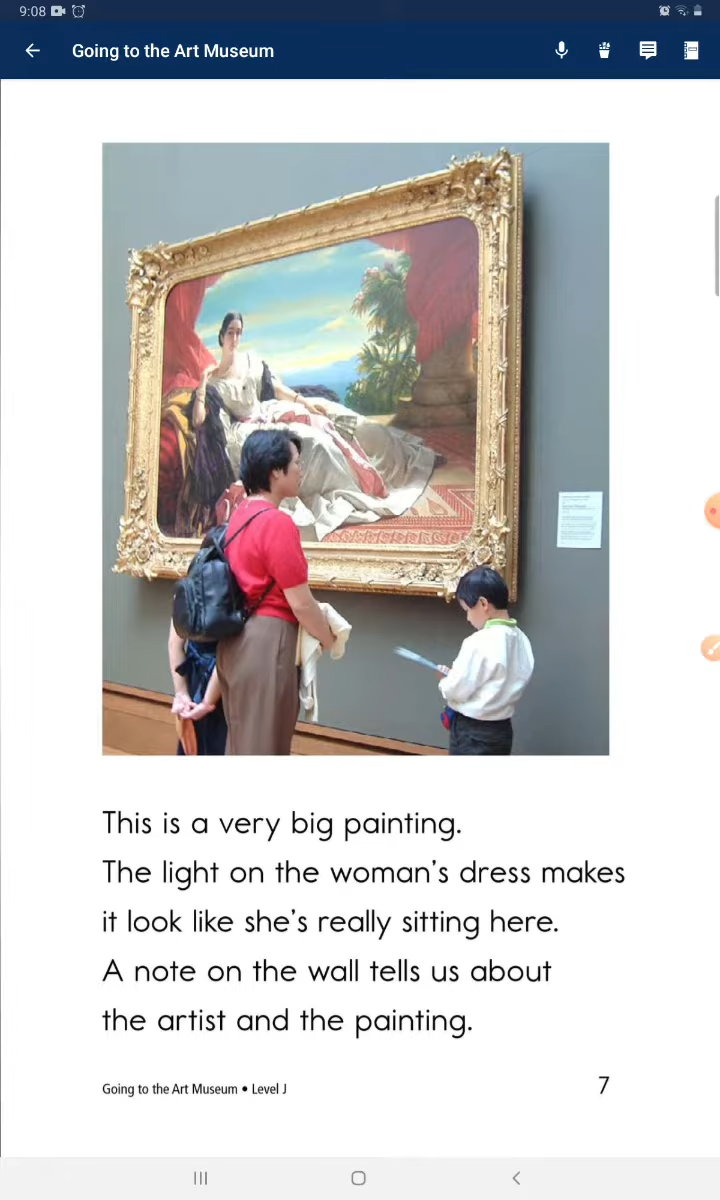 9:08
Going to the Art Museum
This is a very big painting.
The light on the woman's dress makes
it look like she's really sitting here.
A note on the wall tells us about
the artist and the painting.
Going to the Art Museum • Level J
7